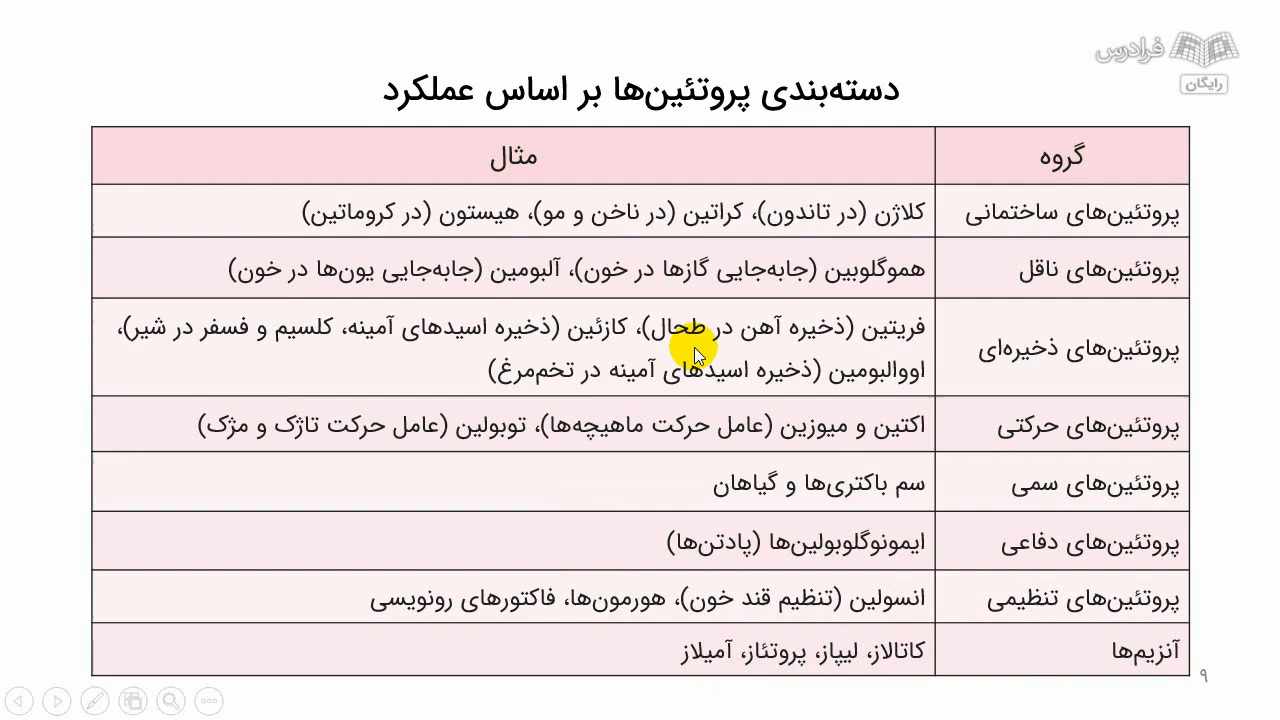 فرادرس
رایگان
دسته‌بندی پروتئین‌ها بر اساس عملکرد
گروه
مثال
پروتئین‌های ساختمانی
کلاژن (در تاندون)، کراتین (در ناخن و مو)، هیستون (در کروماتین)
پروتئین‌های ناقل
هموگلوبین (جابه‌جایی گازها در خون)، آلبومین (جابه‌جایی یون‌ها در خون)
پروتئین‌های ذخیره‌ای
فریتین (ذخیره آهن در طحال)، کازئین (ذخیره اسیدهای آمینه، کلسیم و فسفر در شیر)،
اووالبومین (ذخیره اسیدهای آمینه در تخم‌مرغ)
پروتئین‌های حرکتی
اکتین و میوزین (عامل حرکت ماهیچه‌ها)، توبولین (عامل حرکت تاژک و مژک)
پروتئین‌های سمی
سم باکتری‌ها و گیاهان
پروتئین‌های دفاعی
ایمونوگلوبولین‌ها (پادتن‌ها)
پروتئین‌های تنظیمی
انسولین (تنظیم قند خون)، هورمون‌ها، فاکتورهای رونویسی
آنزیم‌ها
کاتالاز، لیپاز، پروتئاز، آمیلاز
۹